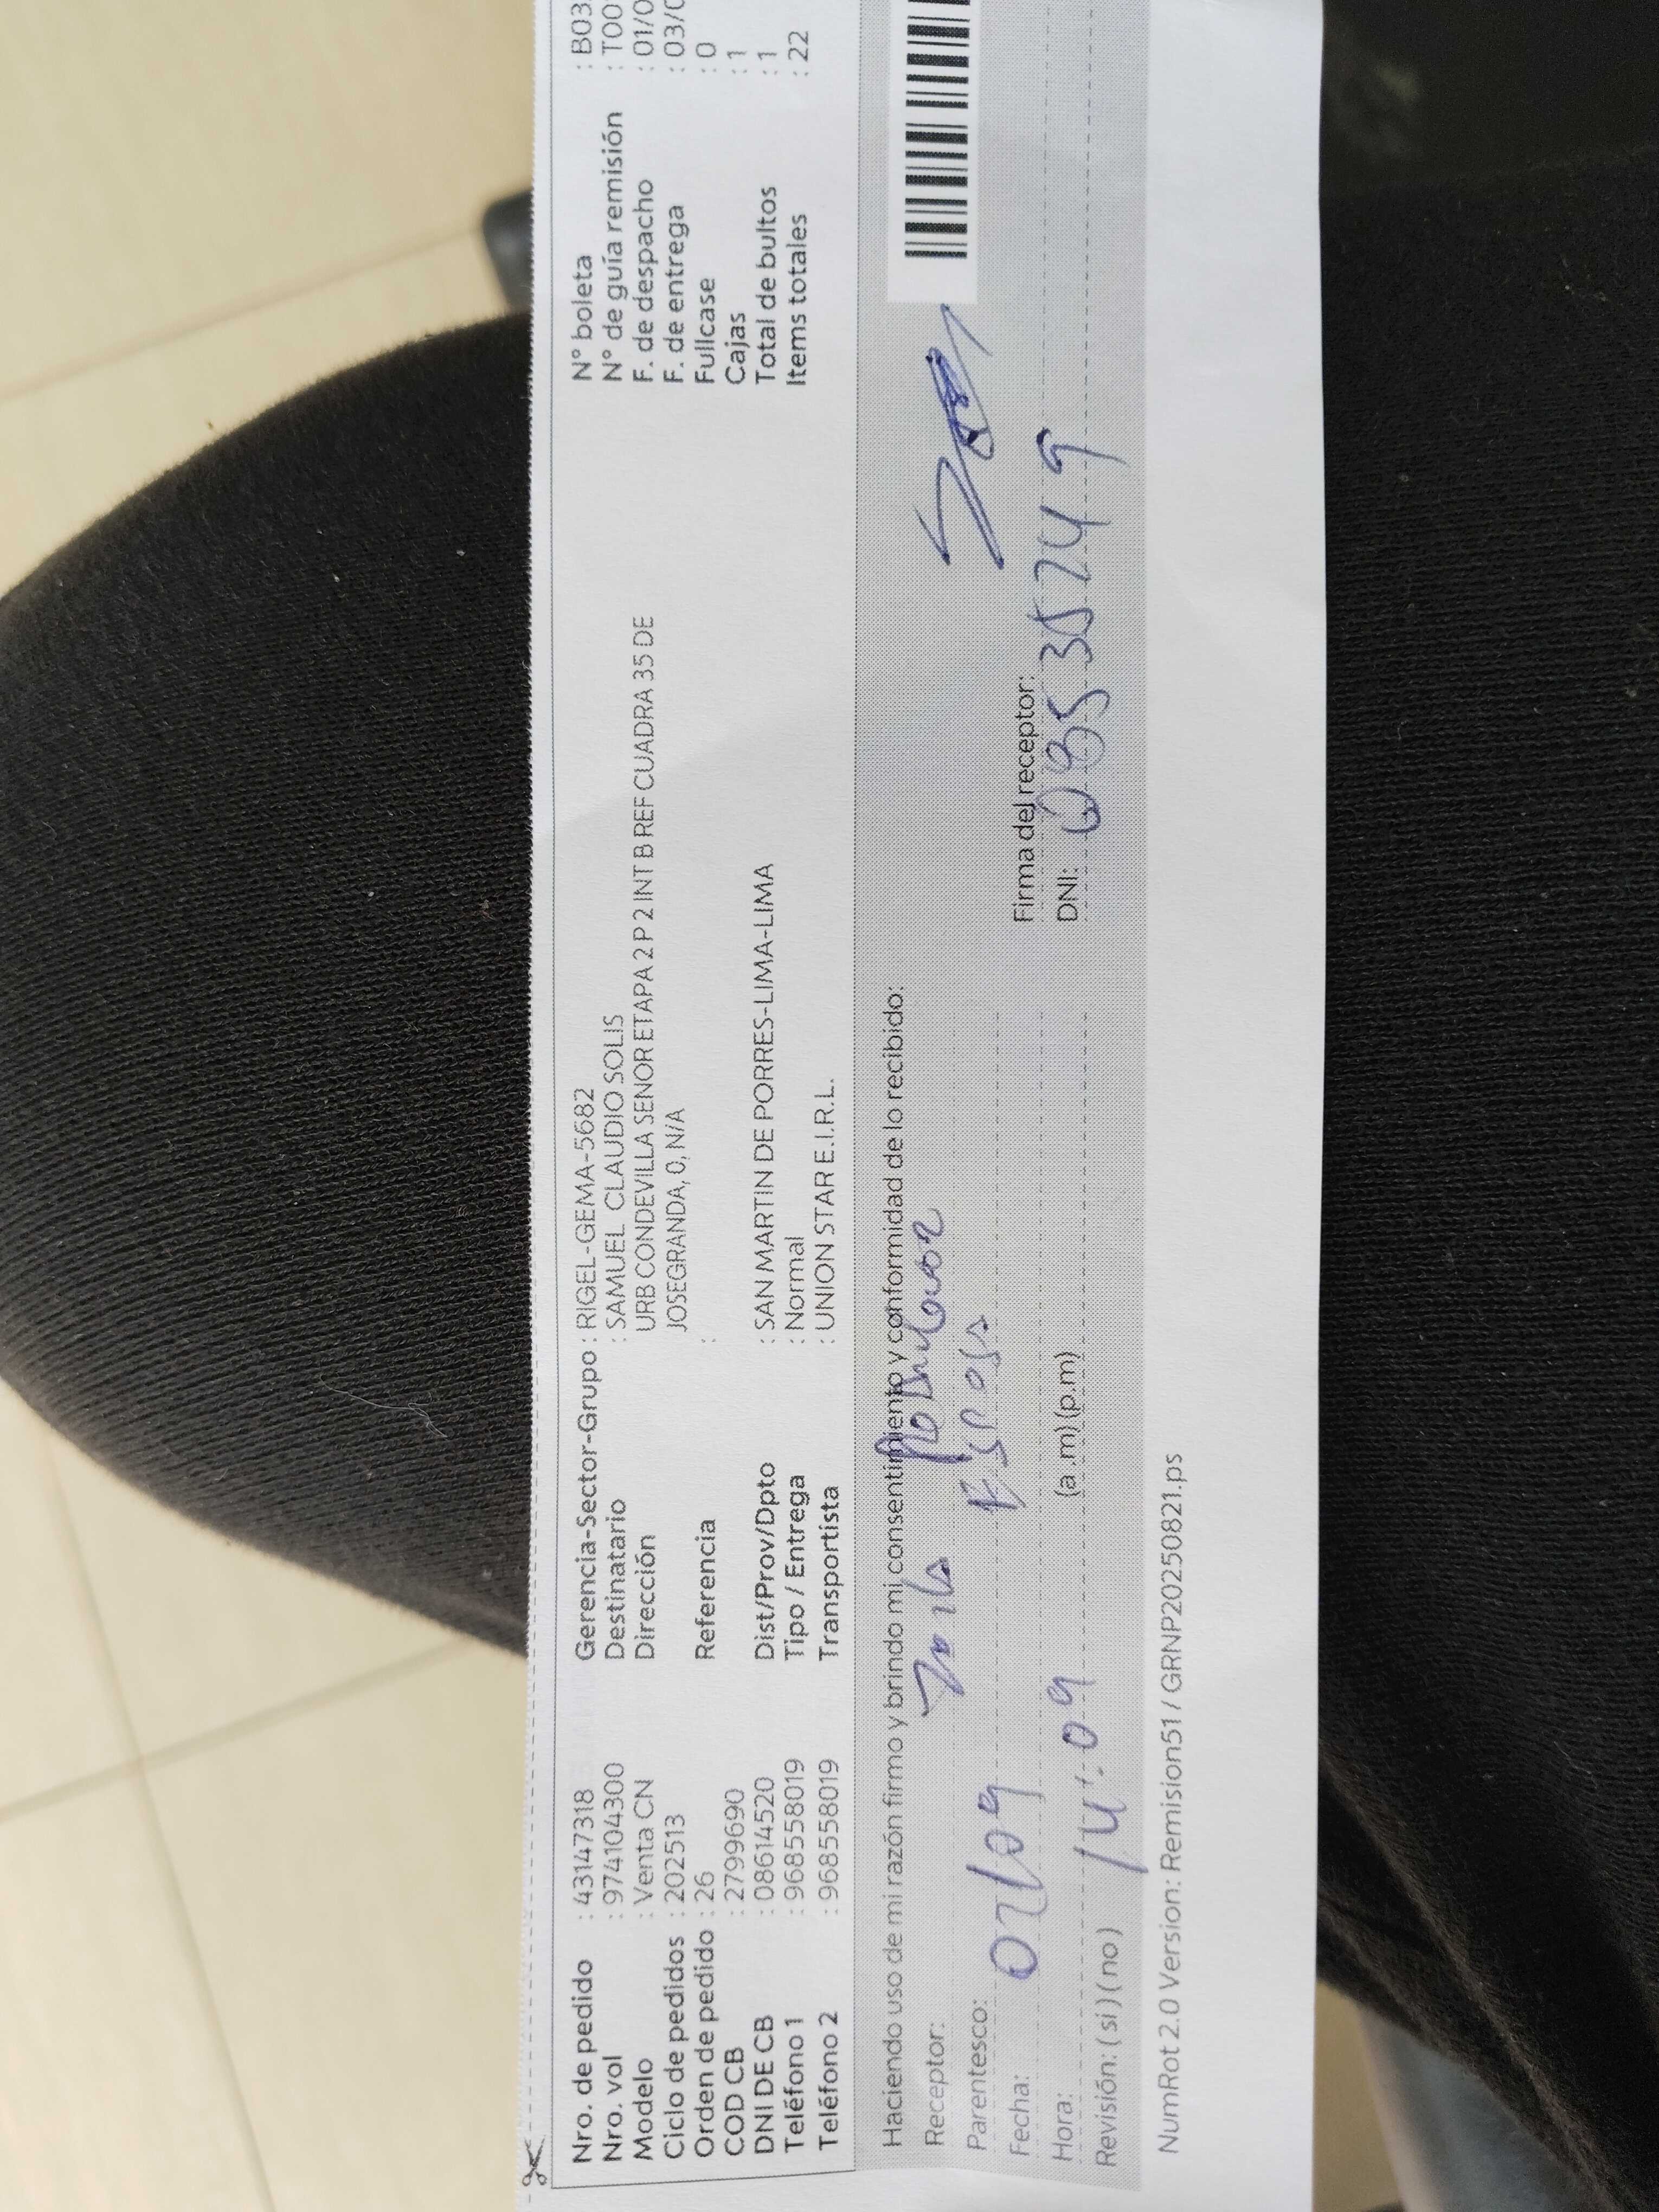 Nro. de pedido : 43147318 Gerencia-Sector-Grupo : RIGEL-GEMA-5682 N° boleta : B03
Nro. vol : 974104300 Destinatario : SAMUEL CLAUDIO SOLIS N° de guía remisión : T00
Modelo : Venta CN Dirección URB CONDEVILLA SENOR ETAPA 2 P 2 INT B REF CUADRA 35 DE F. de despacho : 01/0
Ciclo de pedidos : 202513 JOSEGRANDA, 0, N/A F. de entrega : 03/0
Orden de pedido : 26 Referencia : Fullcase : 0
COD CB : 2799690 Cajas : 1
DNI DE CB : 08614520 Dist/Prov/Dpto : SAN MARTIN DE PORRES-LIMA-LIMA Total de bultos : 1
Teléfono 1 : 968558019 Tipo / Entrega : Normal Items totales : 22
Teléfono 2 : 968558019 Transportista : UNION STAR E.I.R.L.
Haciendo uso de mi razón firmo y brindo mi consentimiento y conformidad de lo recibido:
Receptor:
Parentesco: Esposa
Fecha: 02/09 Firma del receptor:
Hora: 14:09 (a.m)(p.m) DNI:
Revisión: (si)(no)
NumRot 2.0 Version: Remision51 / GRNP20250821.ps